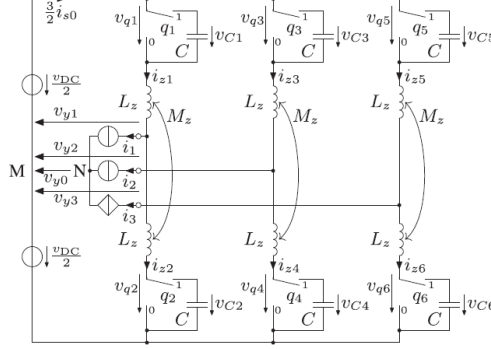 3/2 i_s0
v_q1 q_1 1 0 C v_C1 v_q3 q_3 1 0 C v_C3 v_q5 q_5 1 0 C v_C5
i_z1 i_z3 i_z5
v_DC/2
L_z M_z L_z M_z L_z M_z
v_y1 i_1
v_y2
M v_y0 N i_2
v_y3 i_3
L_z L_z L_z
v_DC/2
i_z2 i_z4 i_z6
v_q2 q_2 1 0 C v_C2 v_q4 q_4 1 0 C v_C4 v_q6 q_6 1 0 C v_C6